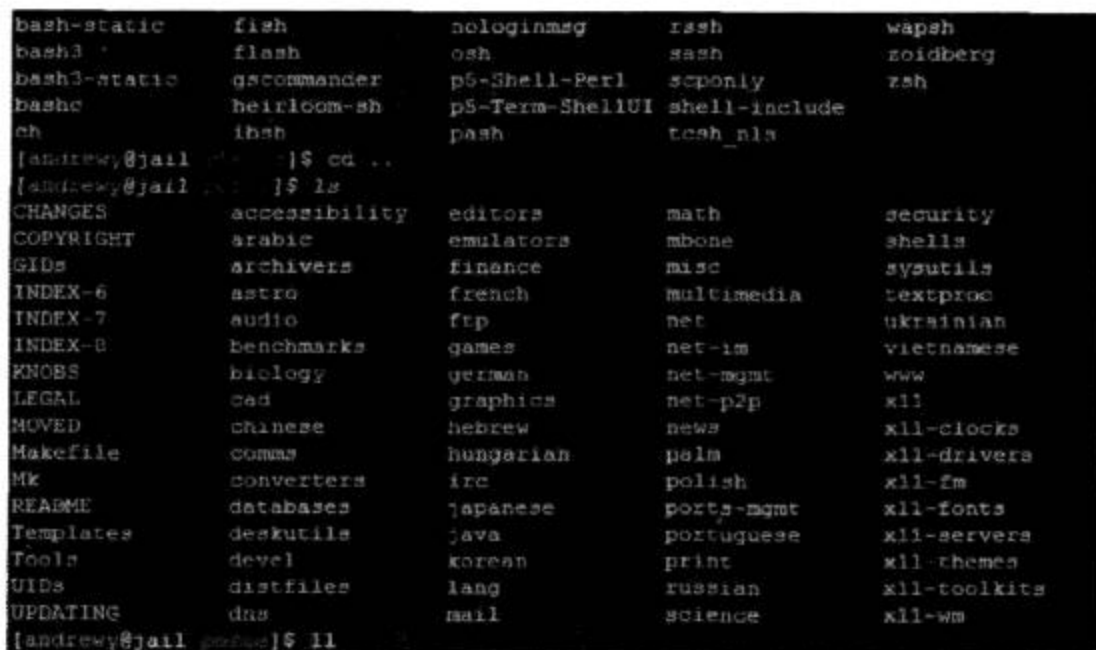 bash-static fish nologinmsg rssh wapsh
bash3 flash osh sash zoidberg
bash3-static gscommander p5-Shell-Perl scponly zsh
bashc heirloom-sh p5-Term-ShellUI shell-include
ch ibsh pash tcsh_nls
[andrewy@jail ]$ cd ..
[andrewy@jail ]$ ls
CHANGES accessibility editors math security
COPYRIGHT arabic emulators mbone shells
GIDs archivers finance misc sysutils
INDEX-6 astro french multimedia textproc
INDEX-7 audio ftp net ukrainian
INDEX-8 benchmarks games net-im vietnamese
KNOBS biology german net-mgmt www
LEGAL cad graphics net-p2p x11
MOVED chinese hebrew news x11-clocks
Makefile comms hungarian palm x11-drivers
Mk converters irc polish x11-fm
README databases japanese ports-mgmt x11-fonts
Templates deskutils java portuguese x11-servers
Tools devel korean print x11-themes
UIDs distfiles lang russian x11-toolkits
UPDATING dns mail science x11-wm
[andrewy@jail ]$ ll